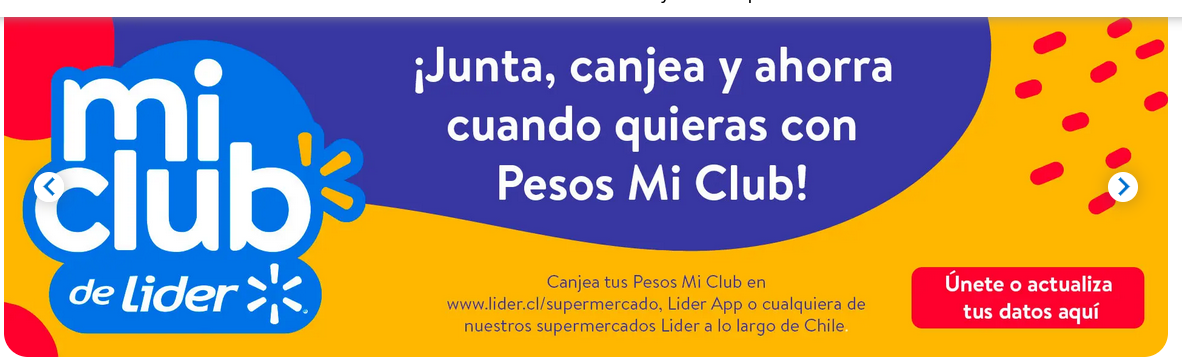 mi
club
de lider
¡Junta, canjea y ahorra
cuando quieras con
Pesos Mi Club!
Canjea tus Pesos Mi Club en
www.lider.cl/supermercado, Lider App o cualquiera de
nuestros supermercados Lider a lo largo de Chile.
Únete o actualiza
tus datos aquí